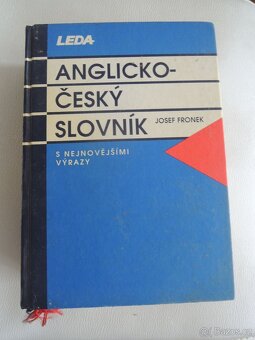 LEDA
ANGLICKO-
ČESKÝ
SLOVNÍK
JOSEF FRONEK
S NEJNOVĚJŠÍMI
VÝRAZY